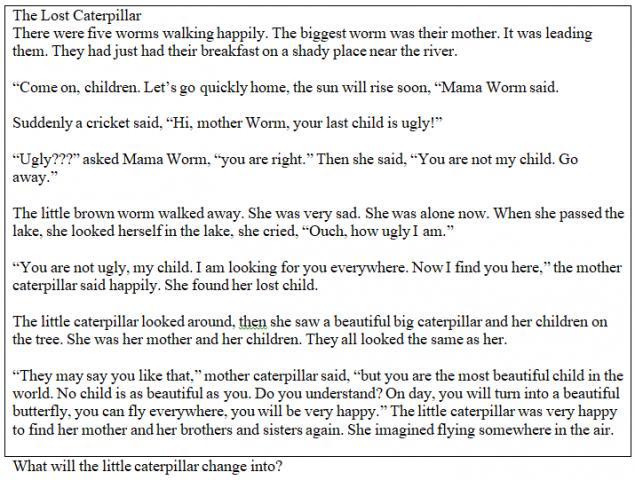 The Lost Caterpillar
There were five worms walking happily. The biggest worm was their mother. It was leading
them. They had just had their breakfast on a shady place near the river.
“Come on, children. Let’s go quickly home, the sun will rise soon, “Mama Worm said.
Suddenly a cricket said, “Hi, mother Worm, your last child is ugly!”
“Ugly???” asked Mama Worm, “you are right.” Then she said, “You are not my child. Go
away.”
The little brown worm walked away. She was very sad. She was alone now. When she passed the
lake, she looked herself in the lake, she cried, “Ouch, how ugly I am.”
“You are not ugly, my child. I am looking for you everywhere. Now I find you here,” the mother
caterpillar said happily. She found her lost child.
The little caterpillar looked around, then she saw a beautiful big caterpillar and her children on
the tree. She was her mother and her children. They all looked the same as her.
“They may say you like that,” mother caterpillar said, “but you are the most beautiful child in the
world. No child is as beautiful as you. Do you understand? On day, you will turn into a beautiful
butterfly, you can fly everywhere, you will be very happy.” The little caterpillar was very happy
to find her mother and her brothers and sisters again. She imagined flying somewhere in the air.
What will the little caterpillar change into?